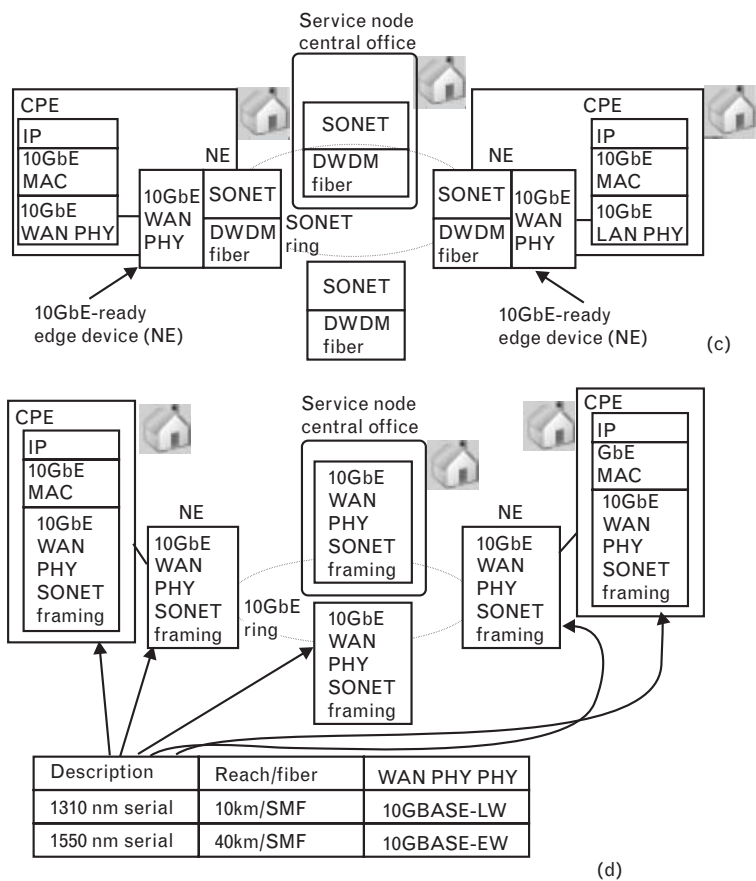 Service node
central office
CPE
IP
10GbE
MAC
10GbE
WAN PHY
NE
10GbE
WAN
PHY
SONET
DWDM
fiber
SONET
ring
SONET
DWDM
fiber
SONET
DWDM
fiber
NE
SONET
DWDM
fiber
10GbE
WAN
PHY
CPE
IP
10GbE
MAC
10GbE
LAN PHY
10GbE-ready
edge device (NE)
10GbE-ready
edge device (NE)
(c)
CPE
IP
10GbE
MAC
10GbE
WAN
PHY
SONET
framing
NE
10GbE
WAN
PHY
SONET
framing
10GbE
ring
Service node
central office
10GbE
WAN
PHY
SONET
framing
10GbE
WAN
PHY
SONET
framing
NE
10GbE
WAN
PHY
SONET
framing
CPE
IP
GbE
MAC
10GbE
WAN
PHY
SONET
framing
Description Reach/fiber WAN PHY PHY
1310 nm serial 10km/SMF 10GBASE-LW
1550 nm serial 40km/SMF 10GBASE-EW
(d)